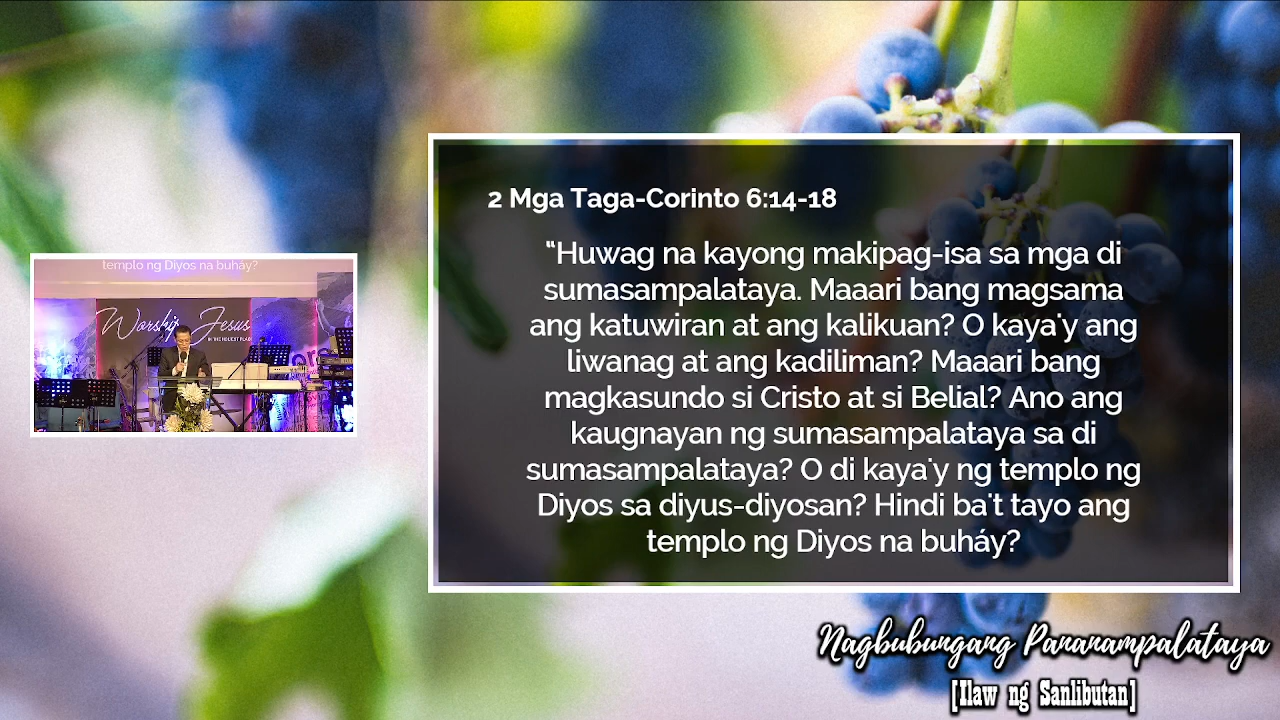 2 Mga Taga-Corinto 6:14-18
“Huwag na kayong makipag-isa sa mga di
sumasampalataya. Maaari bang magsama
ang katuwiran at ang kalikuan? O kaya'y ang
liwanag at ang kadiliman? Maaari bang
magkasundo si Cristo at si Belial? Ano ang
kaugnayan ng sumasampalataya sa di
sumasampalataya? O di kaya'y ng templo ng
Diyos sa diyus-diyosan? Hindi ba't tayo ang
templo ng Diyos na buháy?
templo ng Diyos na buháy?
Worship Jesus
IN THE HOLIEST PLACE
Nagbubungang Pananampalataya
[Ilaw ng Sanlibutan]